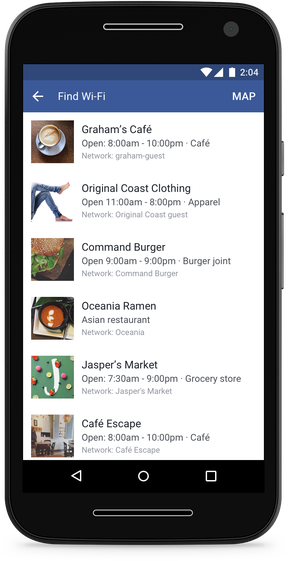 2:04
Find Wi-Fi MAP
Graham's Café
Open: 8:00am - 10:00pm · Café
Network: graham-guest
Original Coast Clothing
Open 11:00am - 8:00pm · Apparel
Network: Original Coast guest
Command Burger
Open 9:00am - 9:00pm · Burger joint
Network: Command Burger
Oceania Ramen
Asian restaurant
Network: Oceania
Jasper's Market
Open: 7:30am - 9:00pm · Grocery store
Network: Jasper's Market
Café Escape
Open: 8:00am - 10:00pm · Café
Network: Café Escape